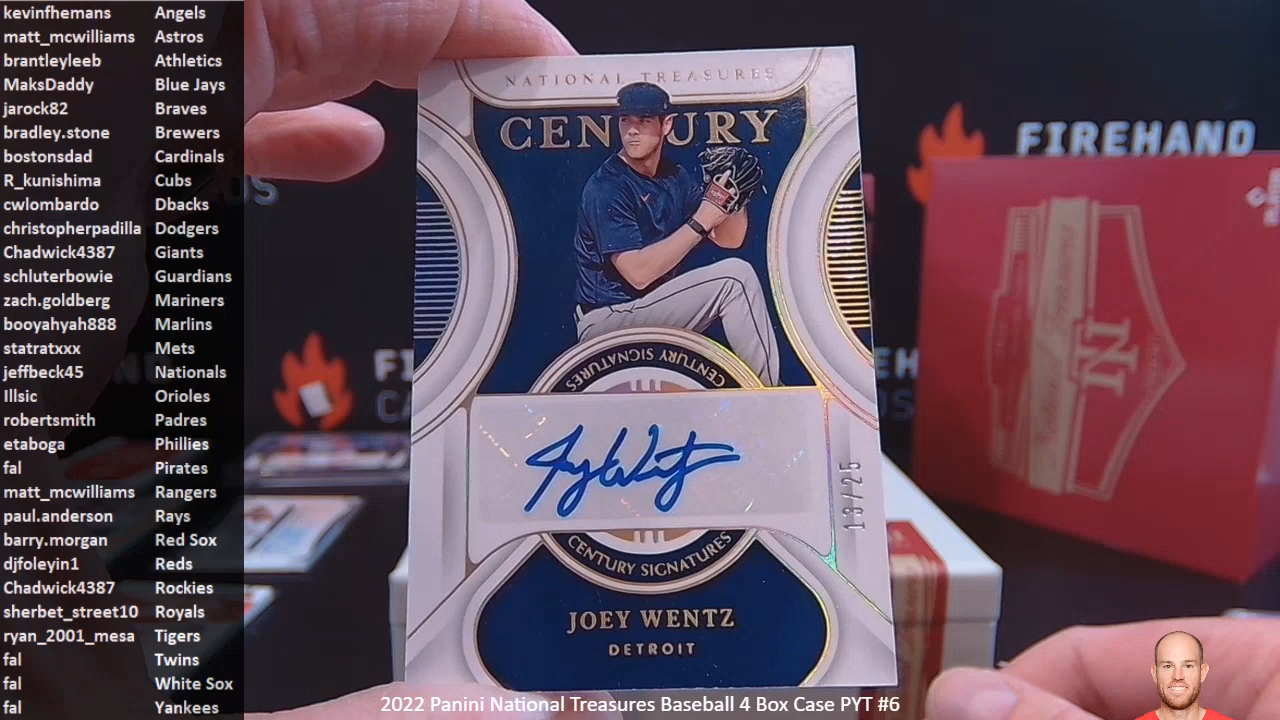 kevinfhemans Angels
matt_mcwilliams Astros
brantleyleeb Athletics
MaksDaddy Blue Jays
jarock82 Braves
bradley.stone Brewers
bostonsdad Cardinals
R_kunishima Cubs
cwlombardo Dbacks
christopherpadilla Dodgers
Chadwick4387 Giants
schluterbowie Guardians
zach.goldberg Mariners
booyahyah888 Marlins
statratxxx Mets
jeffbeck45 Nationals
Illsic Orioles
robertsmith Padres
etaboga Phillies
fal Pirates
matt_mcwilliams Rangers
paul.anderson Rays
barry.morgan Red Sox
djfoleyin1 Reds
Chadwick4387 Rockies
sherbet_street10 Royals
ryan_2001_mesa Tigers
fal Twins
fal White Sox
fal Yankees
NATIONAL TREASURES
CENTURY
CENTURY SIGNATURES
Joey Wentz
13/25
CENTURY SIGNATURES
JOEY WENTZ
DETROIT
FIREHAND
2022 Panini National Treasures Baseball 4 Box Case PYT #6